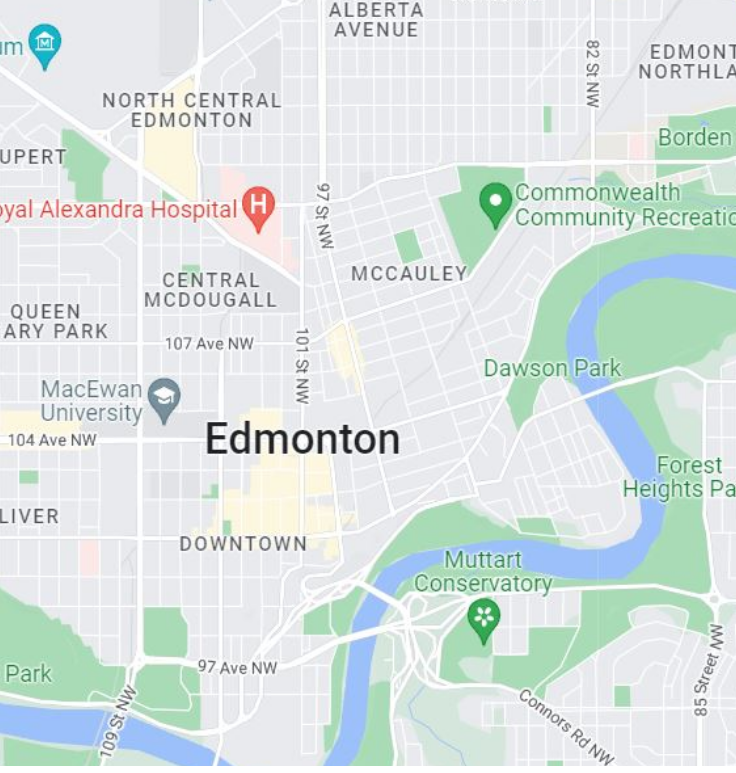 ALBERTA
AVENUE
um
82 St NW
EDMONT
NORTHLA
NORTH CENTRAL
EDMONTON
Borden
UPERT
oyal Alexandra Hospital
H
97 St NW
Commonwealth
Community Recreatio
MCCAULEY
CENTRAL
MCDOUGALL
QUEEN
ARY PARK
107 Ave NW
101 St NW
Dawson Park
MacEwan
University
104 Ave NW
Edmonton
Forest
Heights Pa
LIVER
DOWNTOWN
Muttart
Conservatory
Park
97 Ave NW
109 St NW
85 Street NW
Connors Rd NW